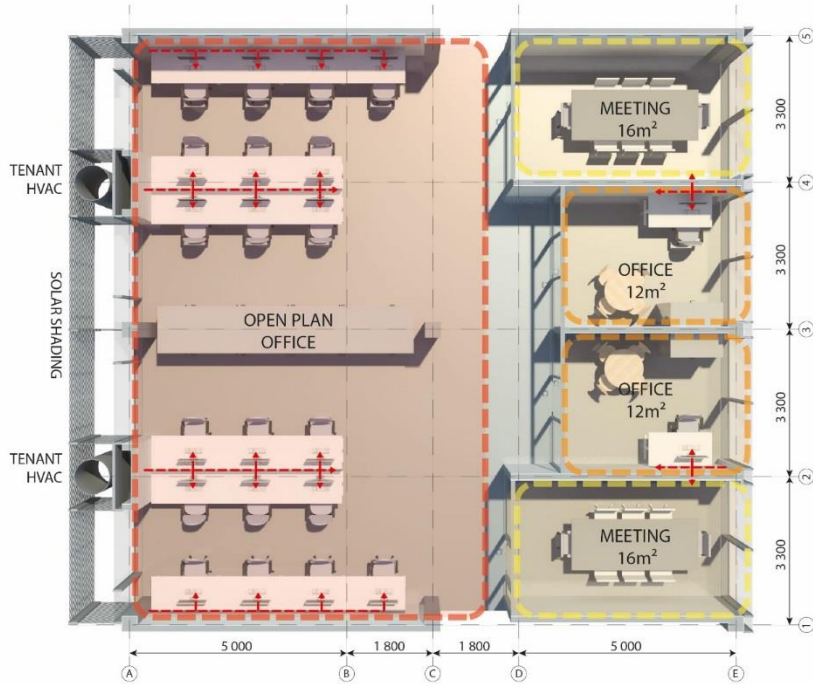 5
MEETING
16m²
3 300
TENANT
HVAC
4
OFFICE
12m²
3 300
SOLAR SHADING
OPEN PLAN
OFFICE
3
OFFICE
12m²
3 300
TENANT
HVAC
2
MEETING
16m²
3 300
1
5 000
1 800
1 800
5 000
A
B
C
D
E